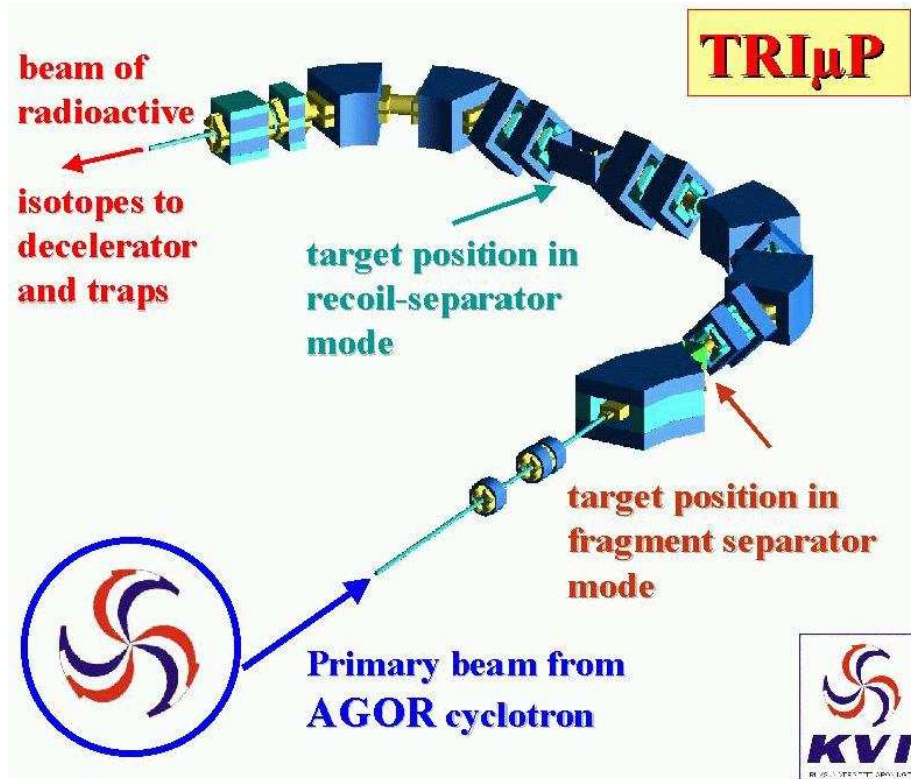 TRIμP
beam of
radioactive
isotopes to
decelerator
and traps
target position in
recoil-separator
mode
target position in
fragment separator
mode
Primary beam from
AGOR cyclotron
KVI